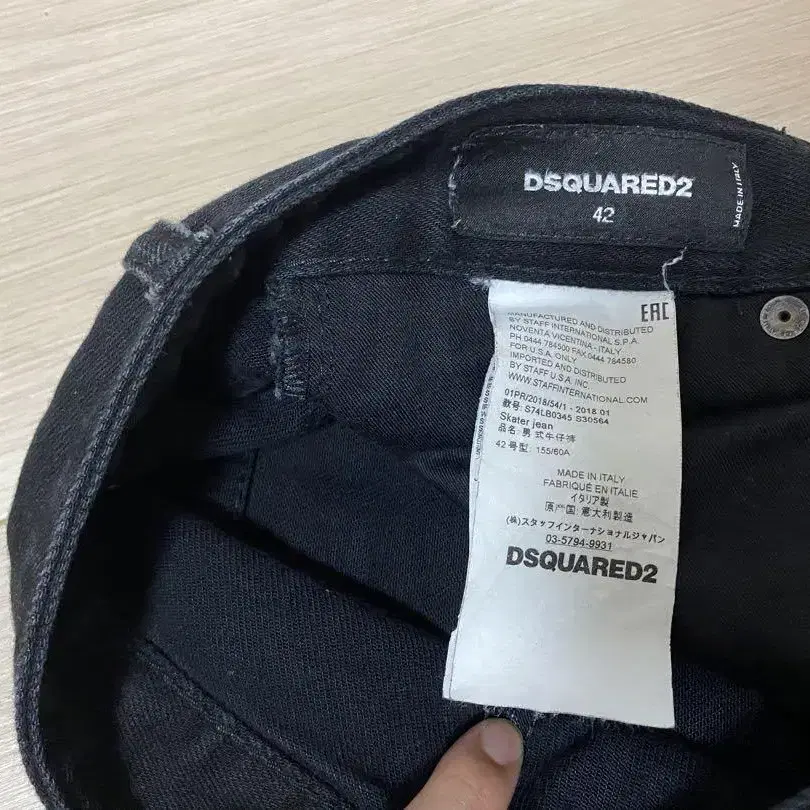 DSQUARED2
42
MADE IN ITALY
EAC
MANUFACTURED AND DISTRIBUTED
BY STAFF INTERNATIONAL S.P.A.
NOVENTA VICENTINA - ITALY
PH 0444 784500 FAX 0444 784580
FOR U.S.A. ONLY
IMPORTED AND DISTRIBUTED
BY STAFF U.S.A. INC.
WWW.STAFFINTERNATIONAL.COM
01PR/2018/54/1 - 2018 01
款号: S74LB0345 S30564
Skater jean
品名: 男式牛仔裤
42 号型: 155/60A
MADE IN ITALY
FABRIQUÉ EN ITALIE
イタリア製
原产国: 意大利制造
(株)スタッフインターナショナルジャパン
03-5794-9931
DSQUARED2